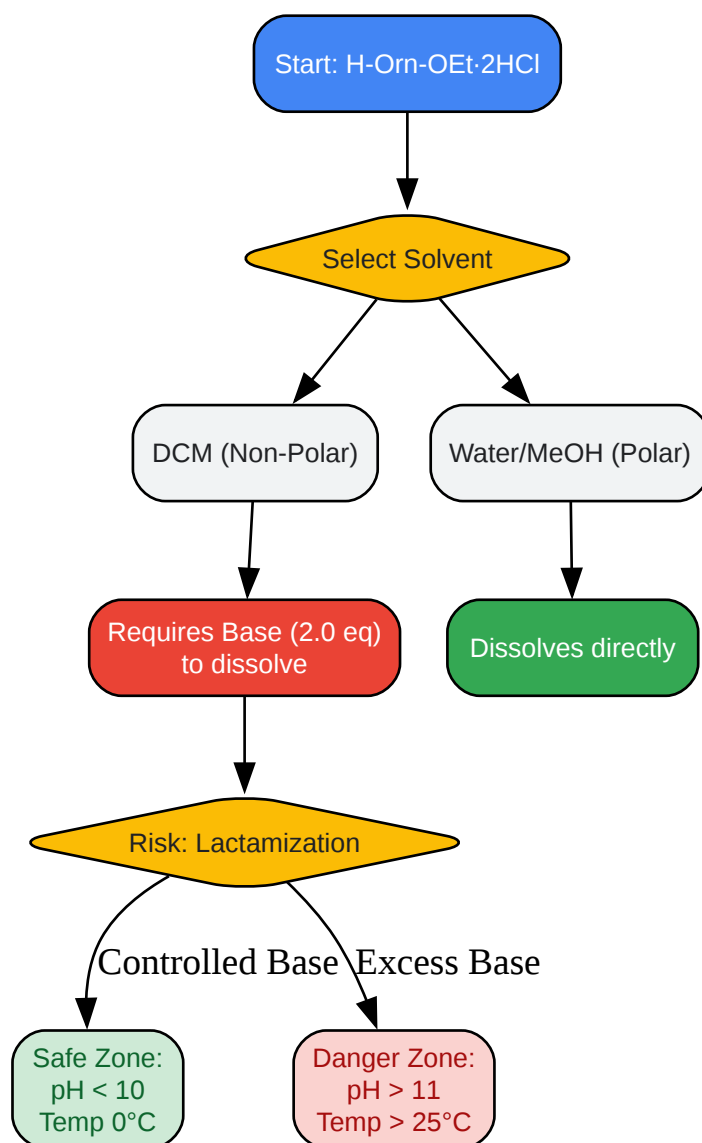 Start: H-Orn-OEt·2HCl
Select Solvent
DCM (Non-Polar)
Water/MeOH (Polar)
Requires Base (2.0 eq)
to dissolve
Dissolves directly
Risk: Lactamization
Controlled Base
Excess Base
Safe Zone:
pH < 10
Temp 0°C
Danger Zone:
pH > 11
Temp > 25°C